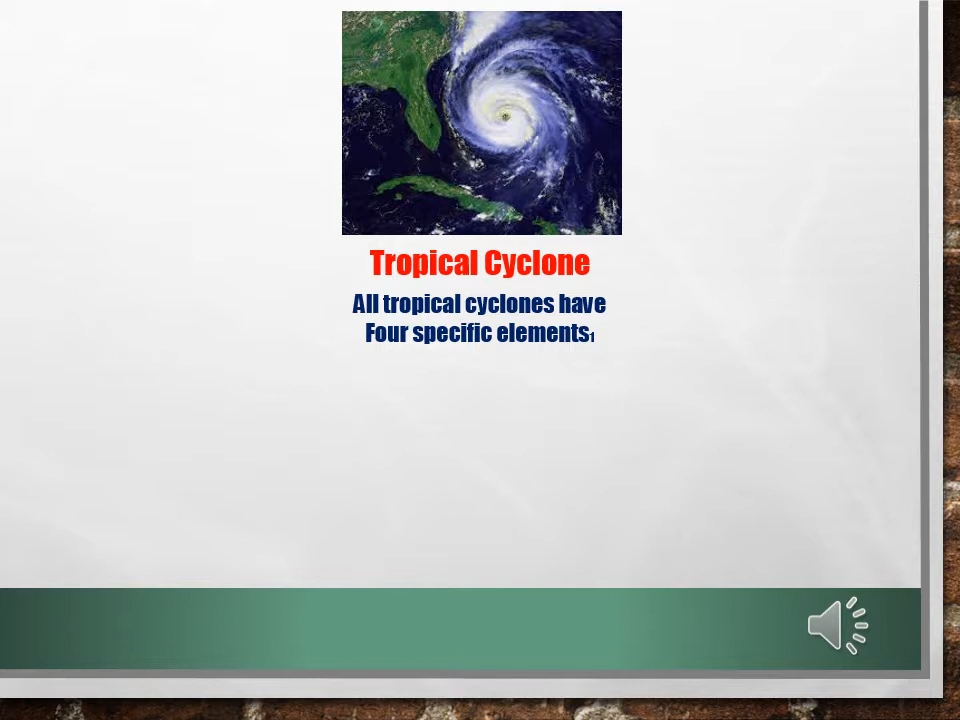 Tropical Cyclone
All tropical cyclones have
Four specific elements1